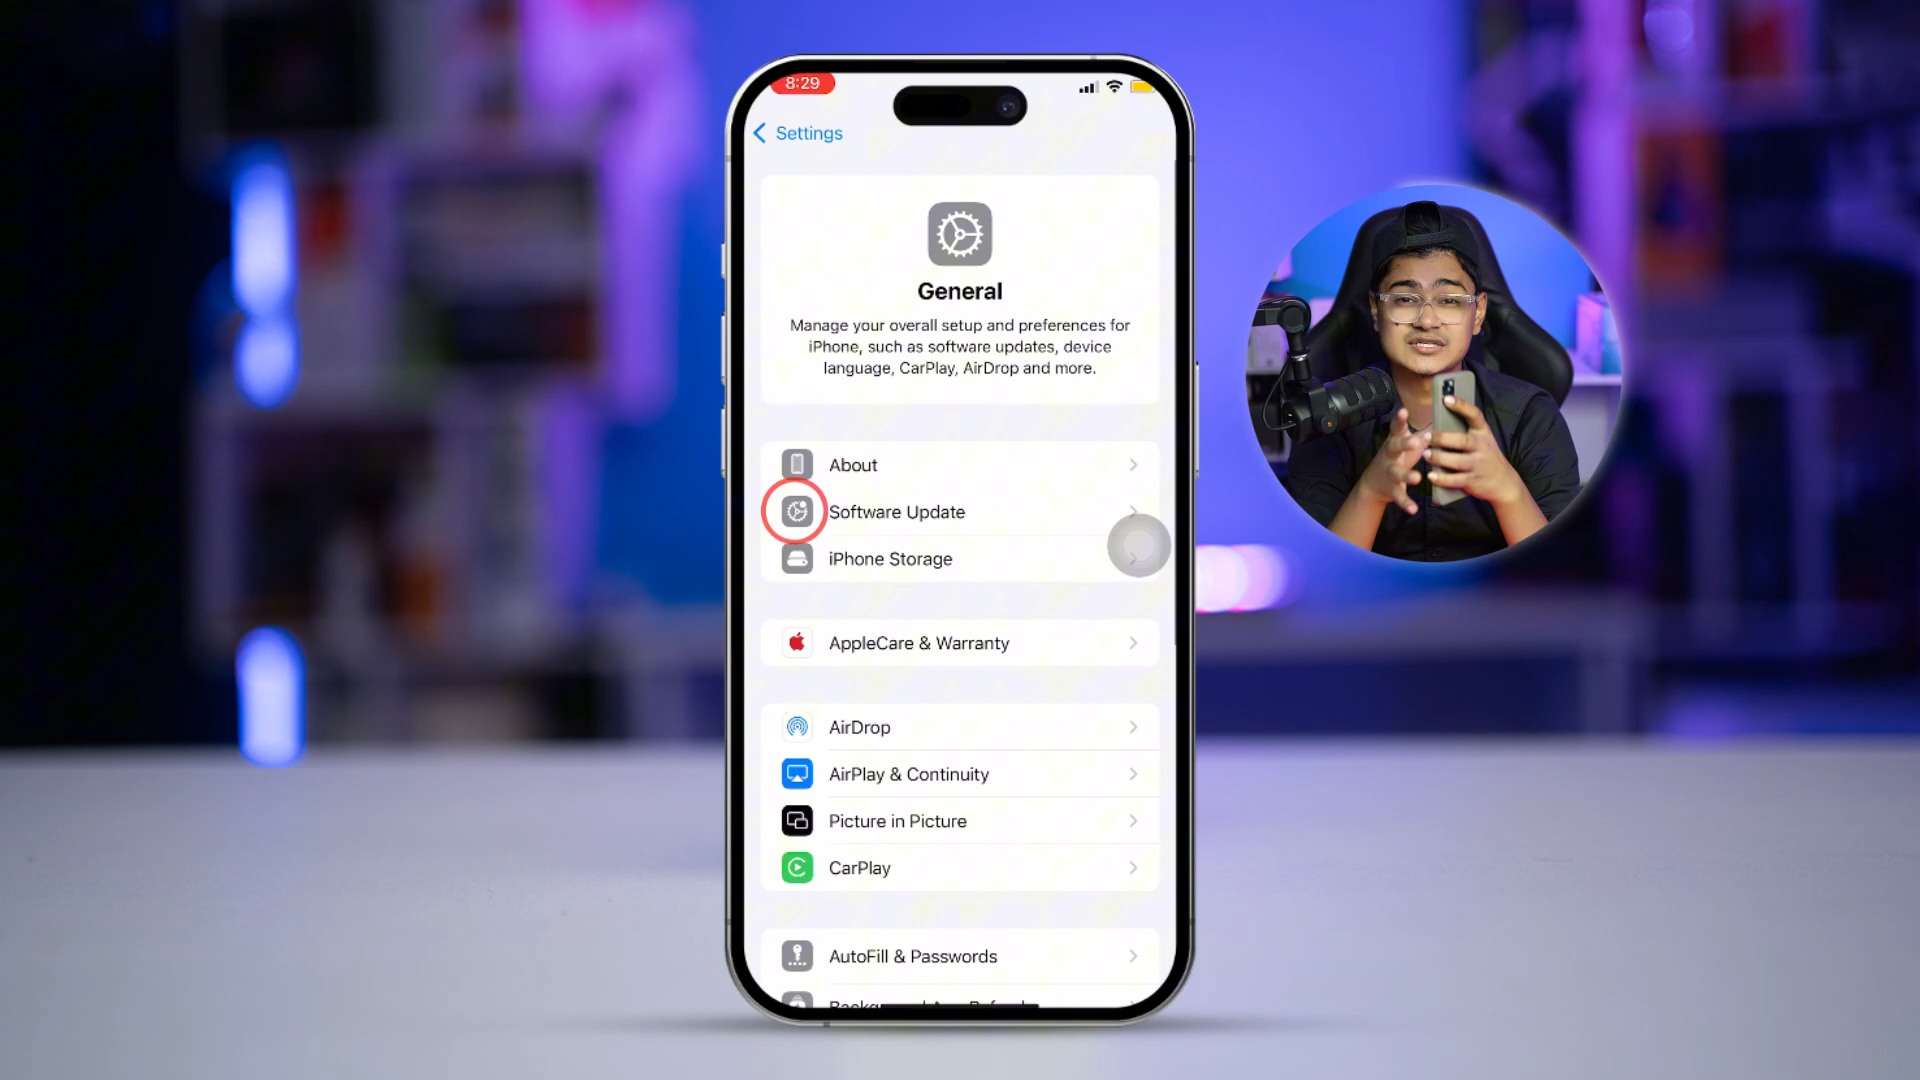 8:29
Settings
General
Manage your overall setup and preferences for
iPhone, such as software updates, device
language, CarPlay, AirDrop and more.
About
Software Update
iPhone Storage
AppleCare & Warranty
AirDrop
AirPlay & Continuity
Picture in Picture
CarPlay
AutoFill & Passwords